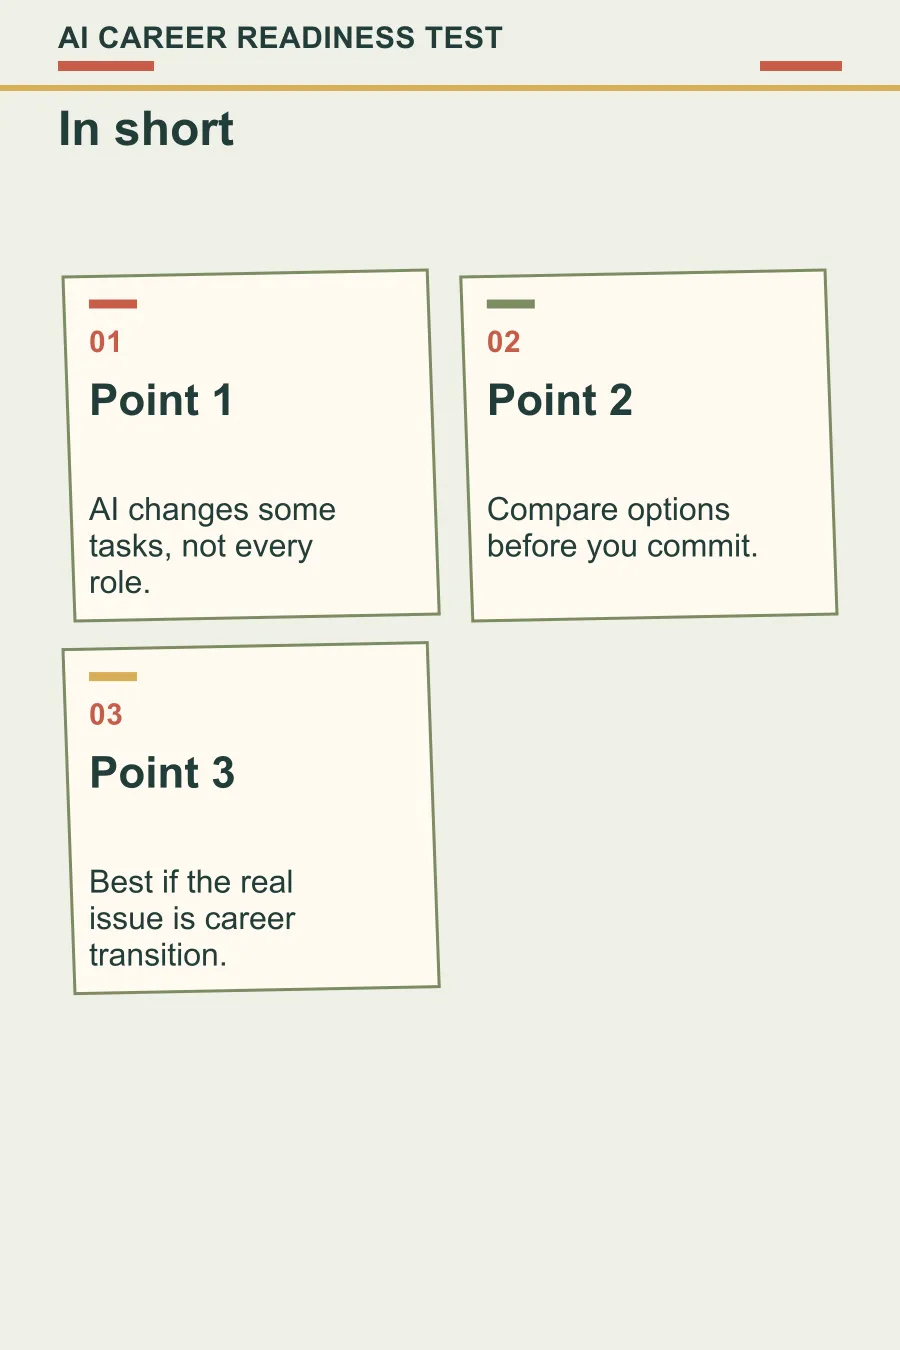 AI CAREER READINESS TEST
In short
01
Point 1
AI changes some
tasks, not every
role.
02
Point 2
Compare options
before you commit.
03
Point 3
Best if the real
issue is career
transition.